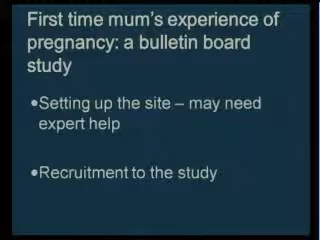 First time mum's experience of
pregnancy: a bulletin board
study
•Setting up the site – may need
expert help
•Recruitment to the study